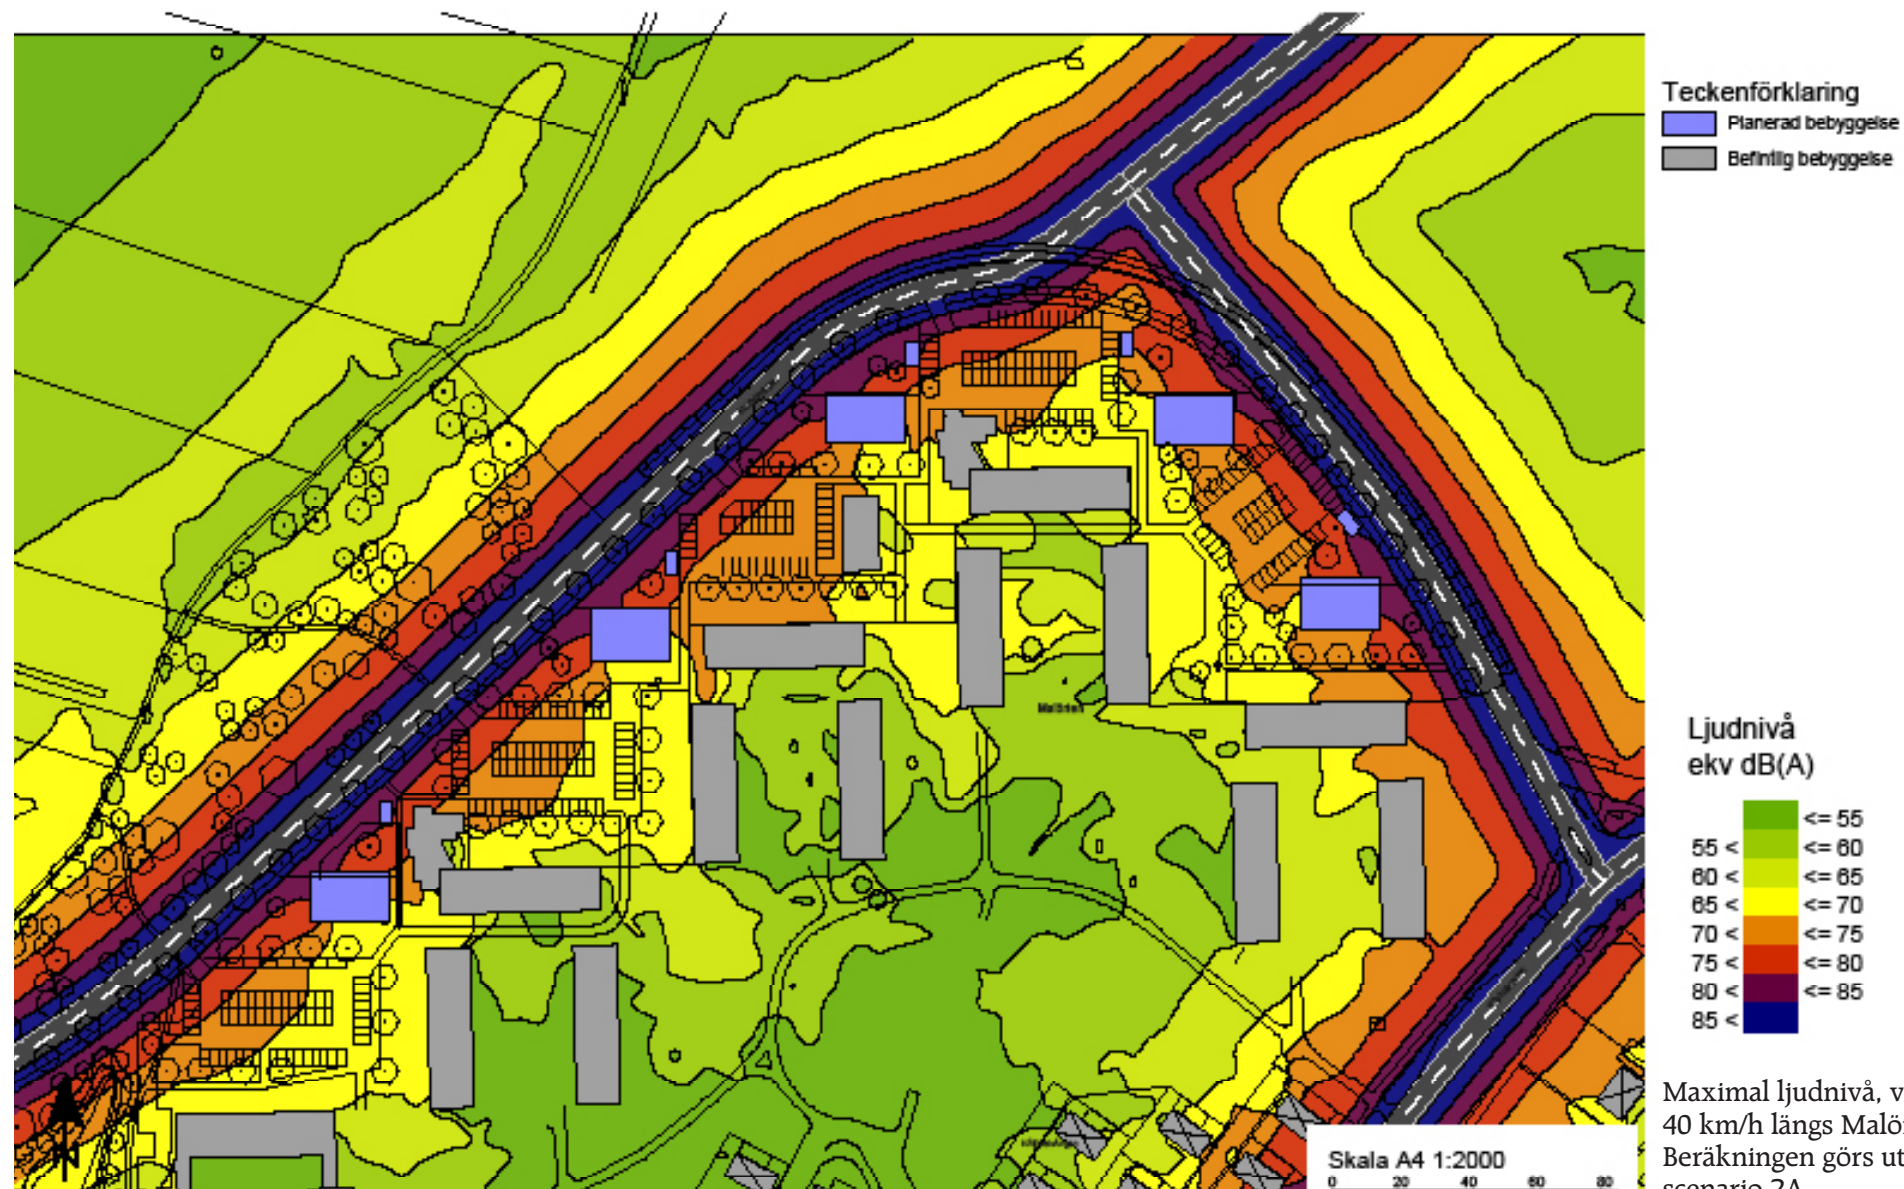 Teckenförklaring
Planerad bebyggelse
Befintlig bebyggelse
Ljudnivå
ekv dB(A)
<= 55
55 < <= 60
60 < <= 65
65 < <= 70
70 < <= 75
75 < <= 80
80 < <= 85
85 <
Maximal ljudnivå, v
40 km/h längs Malö
Beräkningen görs ut
scenario 2A
Skala A4 1:2000
0 20 40 60 80
N